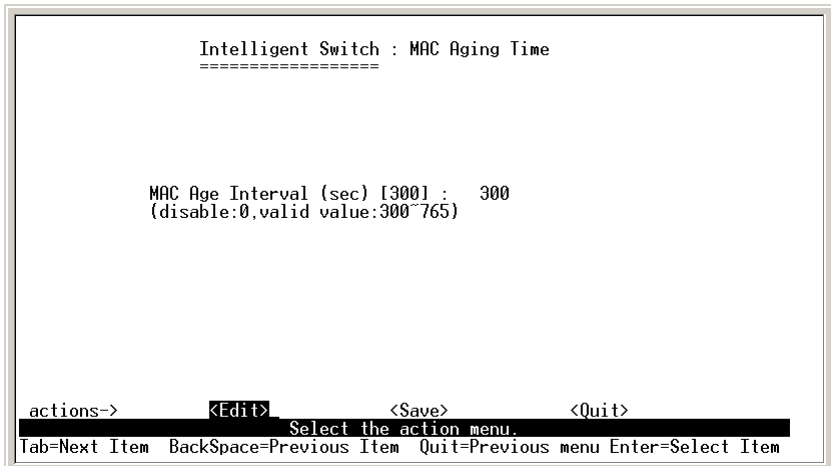 Intelligent Switch : MAC Aging Time
==================
MAC Age Interval (sec) [300] :   300
(disable:0,valid value:300~765)
actions->   <Edit>   <Save>   <Quit>
Select the action menu.
Tab=Next Item  BackSpace=Previous Item  Quit=Previous menu Enter=Select Item